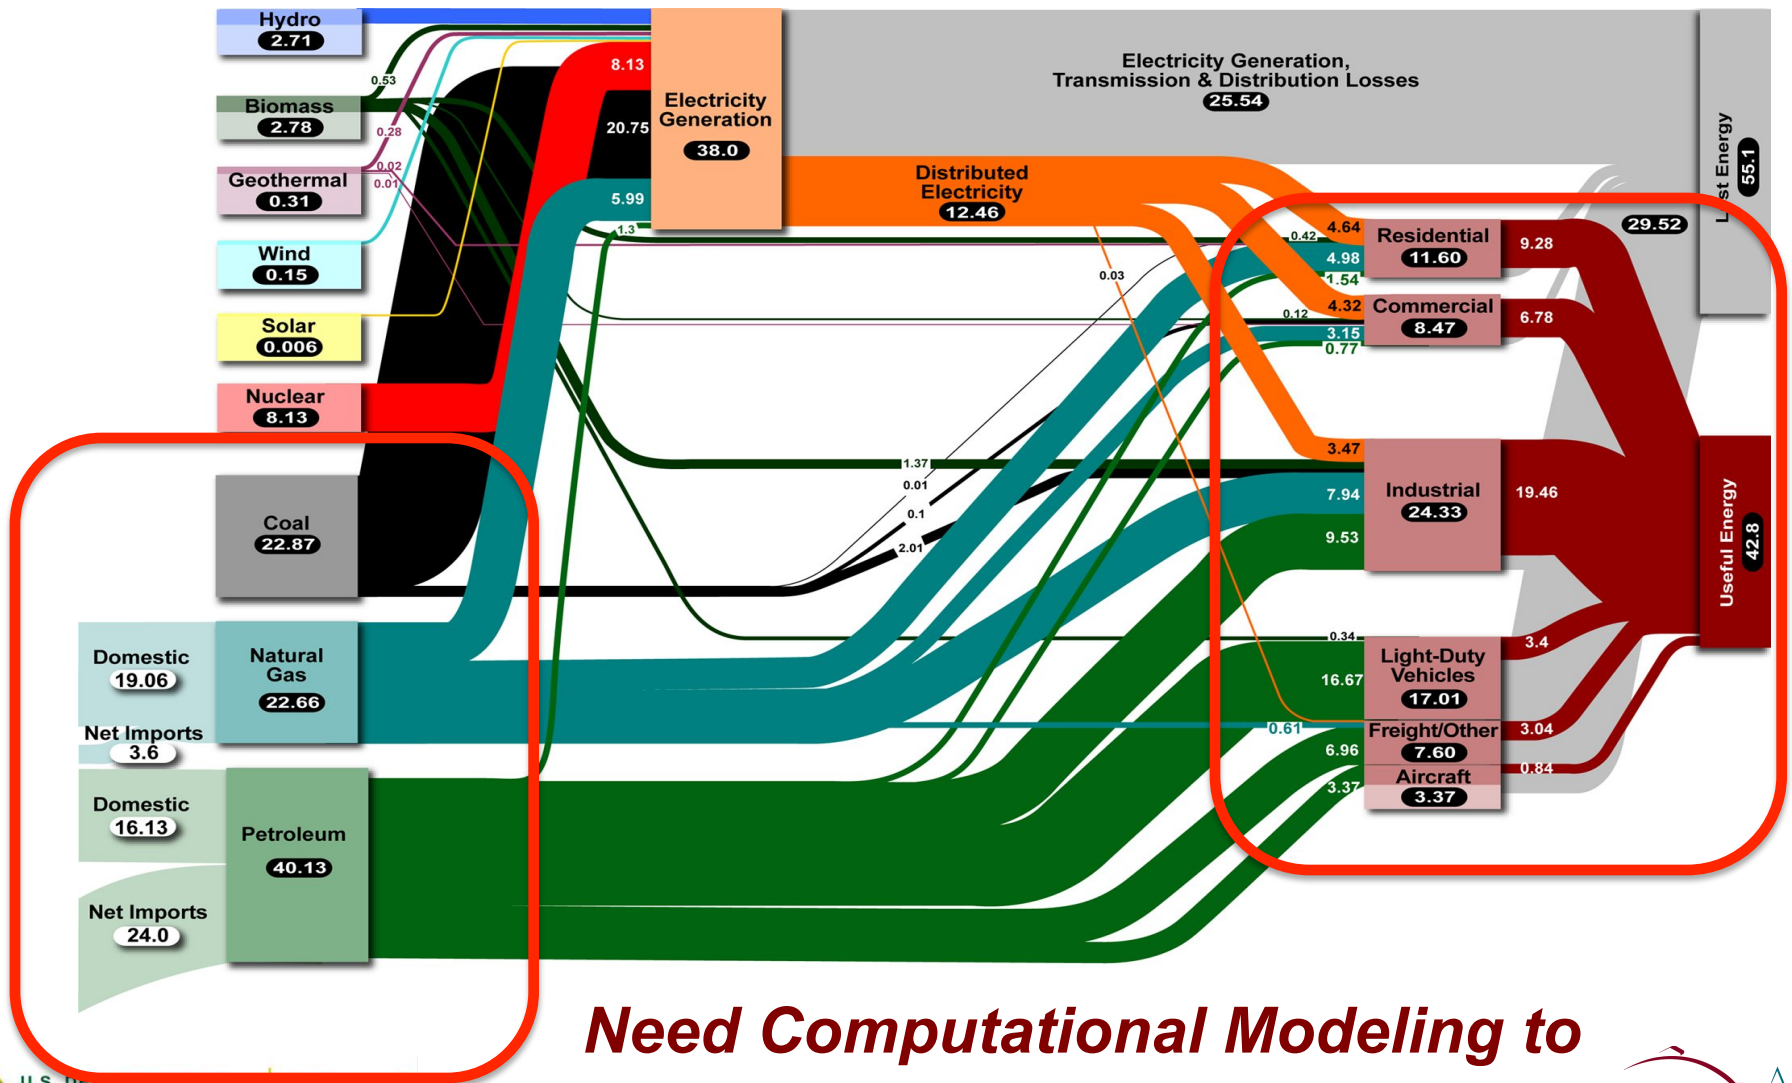 Hydro
2.71
0.53
Biomass
2.78
0.28
0.02
Geothermal
0.01
0.31
Wind
0.15
Solar
0.006
Nuclear
8.13
Coal
22.87
Domestic
19.06
Natural
Gas
22.66
Net Imports
3.6
Domestic
16.13
Petroleum
40.13
Net Imports
24.0
8.13
20.75
5.99
1.3
Electricity
Generation
38.0
Electricity Generation,
Transmission & Distribution Losses
25.54
Distributed
Electricity
12.46
0.03
1.37
0.01
0.1
2.01
4.64
0.42
4.98
1.54
Residential
11.60
9.28
4.32
0.12
3.15
0.77
Commercial
8.47
6.78
3.47
7.94
9.53
Industrial
24.33
19.46
0.34
16.67
Light-Duty
Vehicles
17.01
3.4
0.61
6.96
Freight/Other
7.60
3.04
3.37
Aircraft
3.37
0.84
29.52
Lost Energy
55.1
Useful Energy
42.8
Need Computational Modeling to
U.S.